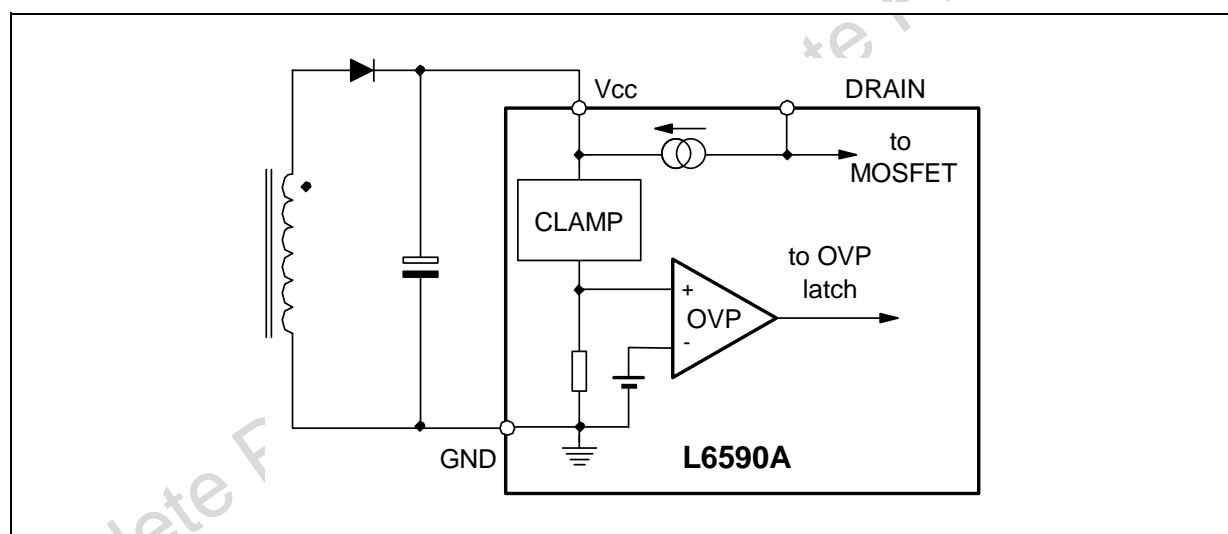 Vcc
DRAIN
to
MOSFET
CLAMP
to OVP
latch
+
OVP
-
GND
L6590A